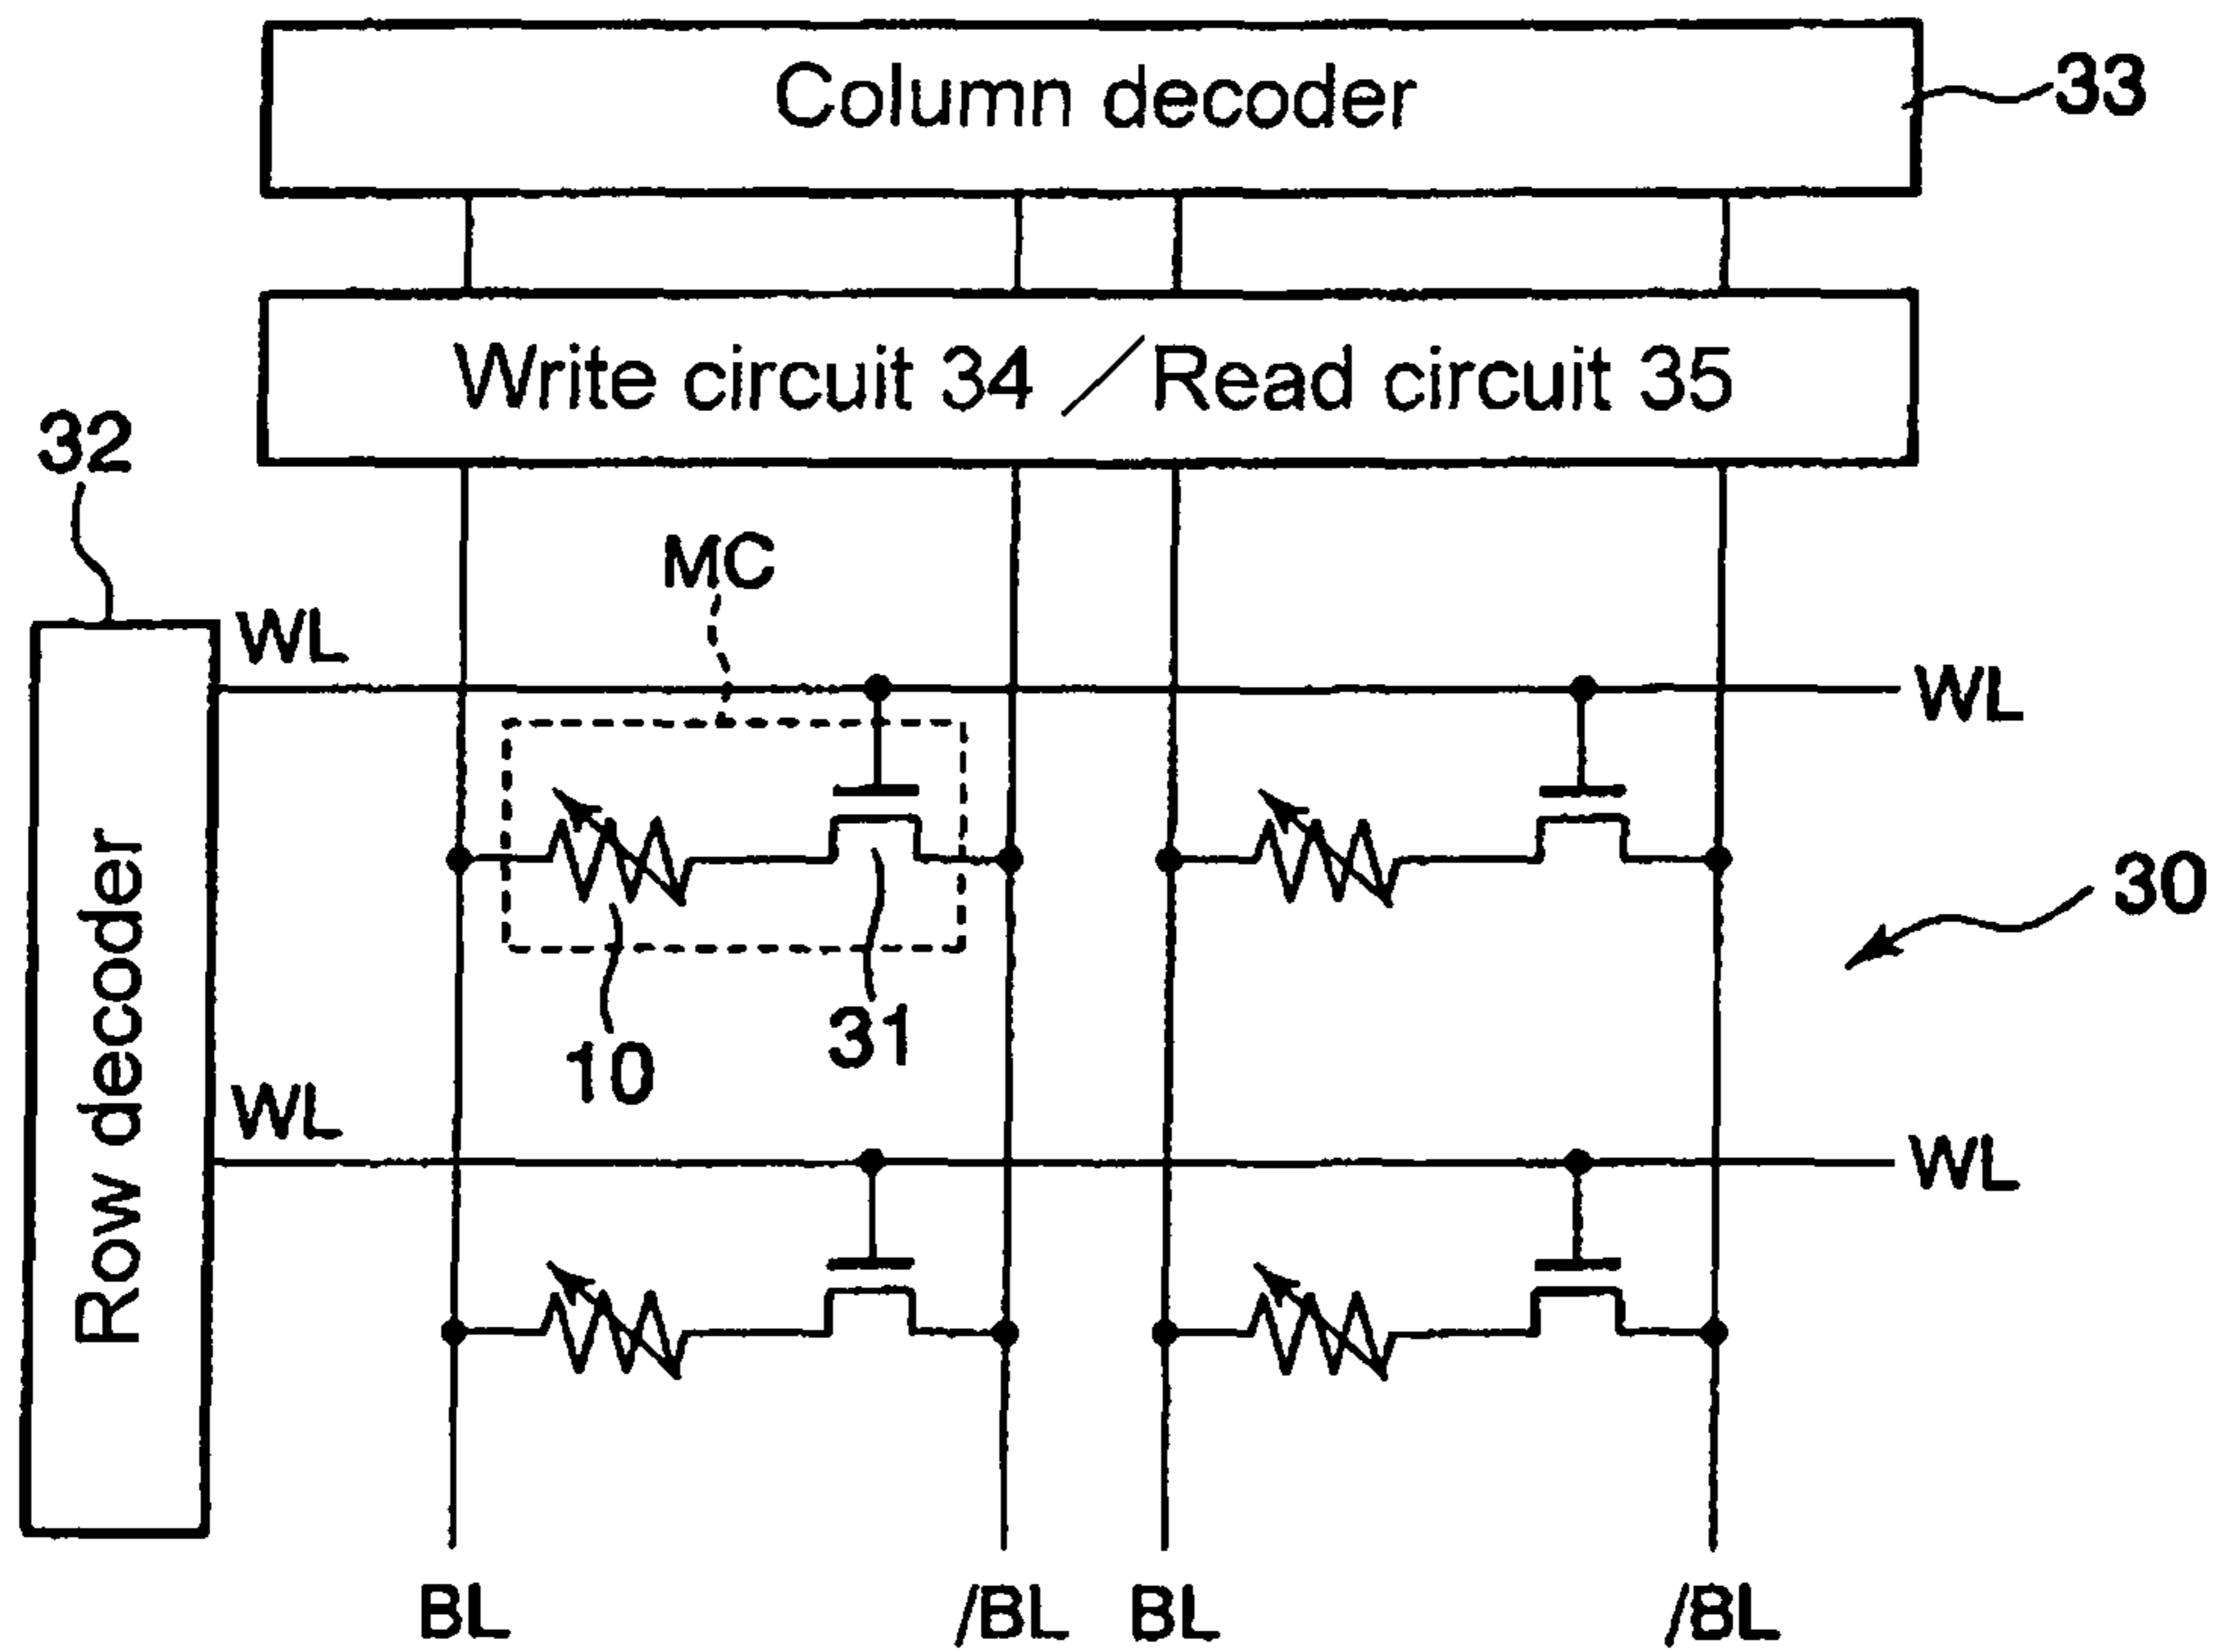 Column decoder
33
Write circuit 34 / Read circuit 35
32
MC
WL
WL
30
10
31
Row decoder
WL
WL
BL
/BL
BL
/BL